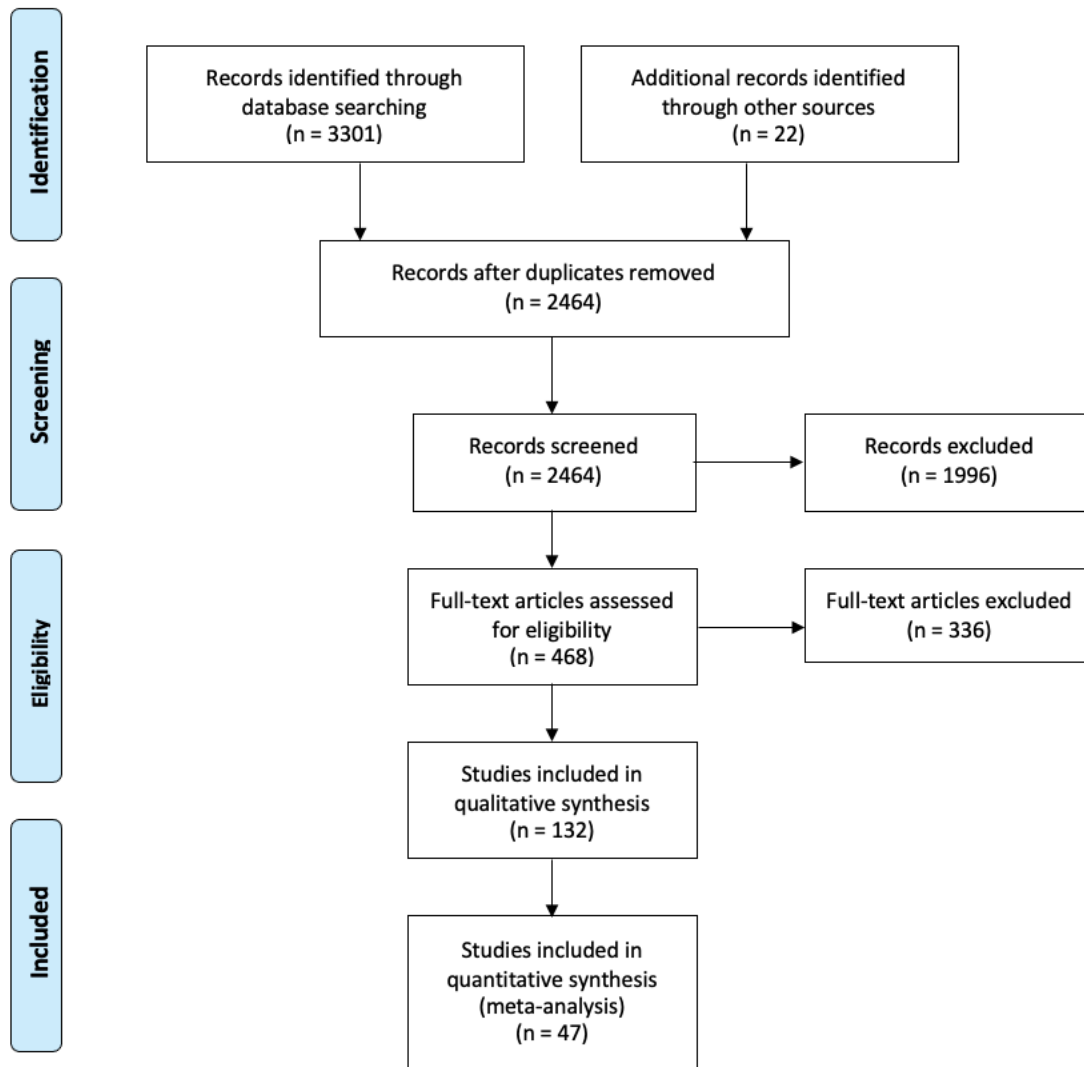 Identification
Records identified through
database searching
(n = 3301)
Additional records identified
through other sources
(n = 22)
Records after duplicates removed
(n = 2464)
Screening
Records screened
(n = 2464)
Records excluded
(n = 1996)
Eligibility
Full-text articles assessed
for eligibility
(n = 468)
Full-text articles excluded
(n = 336)
Studies included in
qualitative synthesis
(n = 132)
Included
Studies included in
quantitative synthesis
(meta-analysis)
(n = 47)